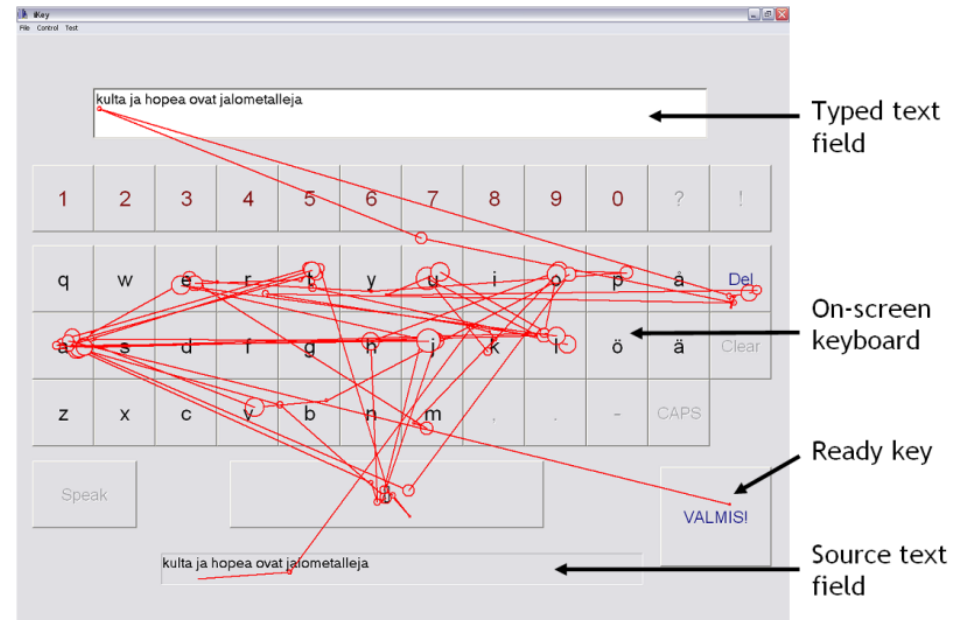 iKey
File Control Test
kulta ja hopea ovat jalometalleja
Typed text
field
1 2 3 4 5 6 7 8 9 0 ? !
q w e r t y u i o p å Del
On-screen
keyboard
a s d f g h j k l ö ä Clear
z x c v b n m , . - CAPS
Ready key
Speak
VALMIS!
kulta ja hopea ovat jalometalleja
Source text
field